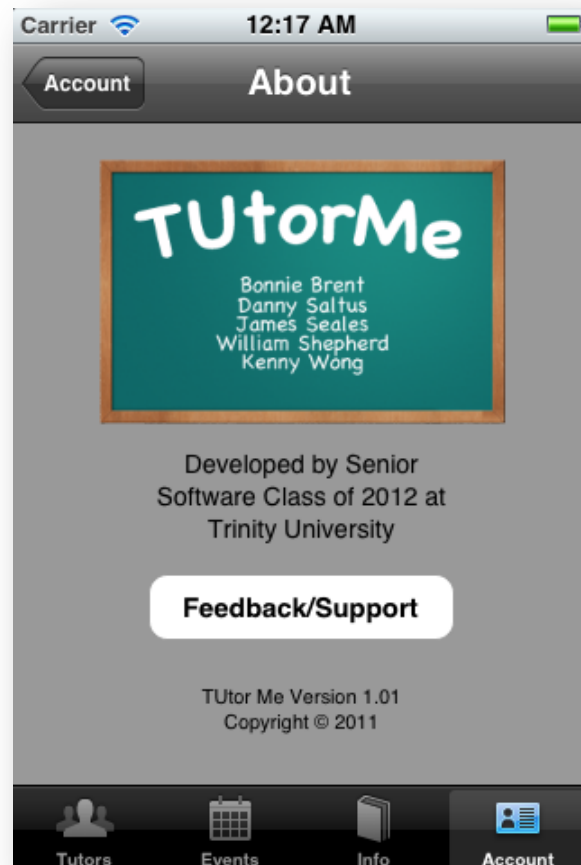 Carrier 12:17 AM
Account About
TUtorMe
Bonnie Brent
Danny Saltus
James Seales
William Shepherd
Kenny Wong
Developed by Senior
Software Class of 2012 at
Trinity University
Feedback/Support
TUtor Me Version 1.01
Copyright © 2011
Tutors Events Info Account